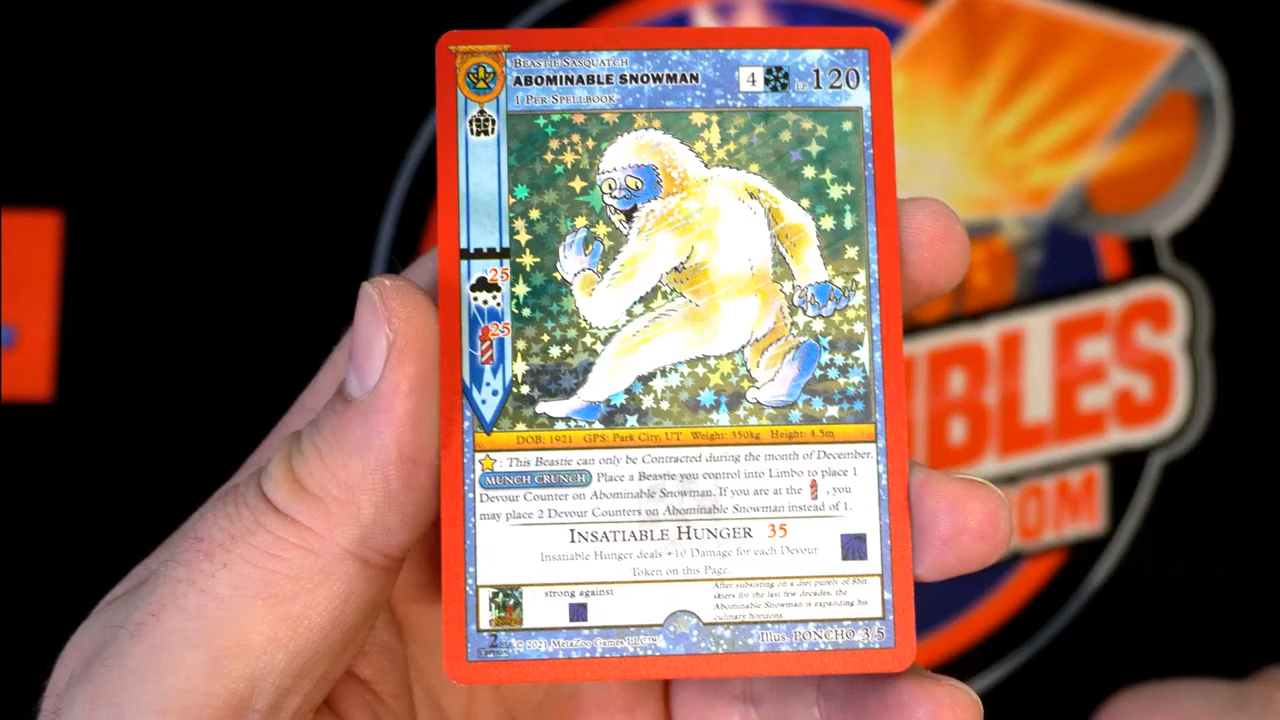 BEASTIE SASQUATCH
ABOMINABLE SNOWMAN
4 LP 120
1 PER SPELLBOOK
25
25
DOB: 1921 GPS: Park City, UT Weight: 350kg Height: 4.5m
: This Beastie can only be Contracted during the month of December.
MUNCH CRUNCH Place a Beastie you control into Limbo to place 1
Devour Counter on Abominable Snowman. If you are at the , you
may place 2 Devour Counters on Abominable Snowman instead of 1.
INSATIABLE HUNGER 35
Insatiable Hunger deals +10 Damage for each Devour
Token on this Page.
strong against
After subsisting on a diet purely of 8bit
skiers for the last few decades, the
Abominable Snowman is expanding his
culinary horizons.
© 2021 MetaZoo Games LLC™
Illus. PONCHO 3/5
BLES
.COM